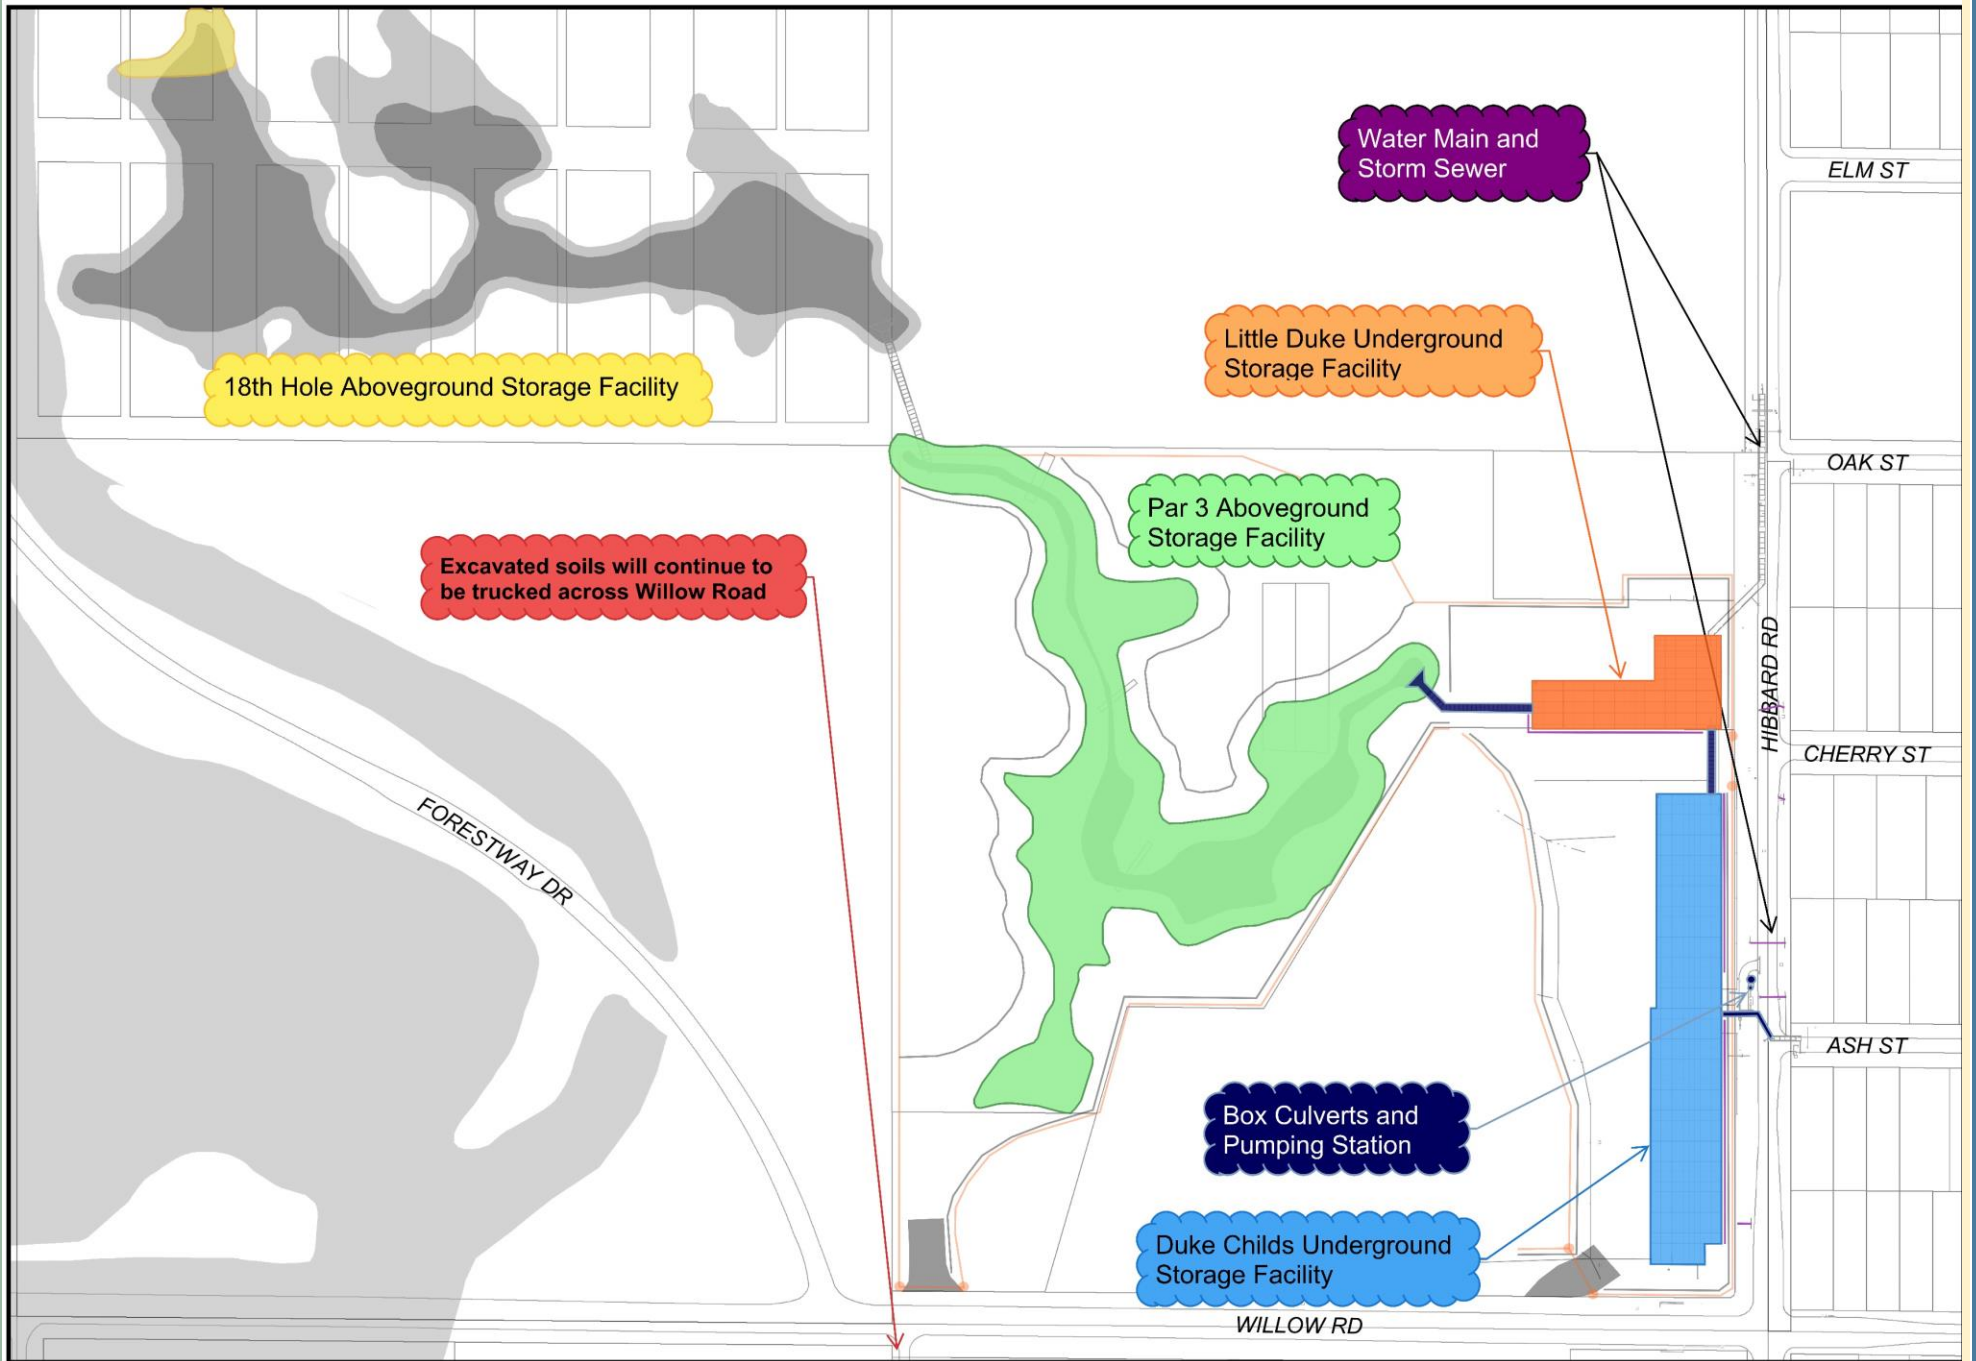 Water Main and
Storm Sewer
ELM ST
Little Duke Underground
Storage Facility
18th Hole Aboveground Storage Facility
OAK ST
Par 3 Aboveground
Storage Facility
Excavated soils will continue to
be trucked across Willow Road
HIBBARD RD
CHERRY ST
FORESTWAY DR
ASH ST
Box Culverts and
Pumping Station
Duke Childs Underground
Storage Facility
WILLOW RD